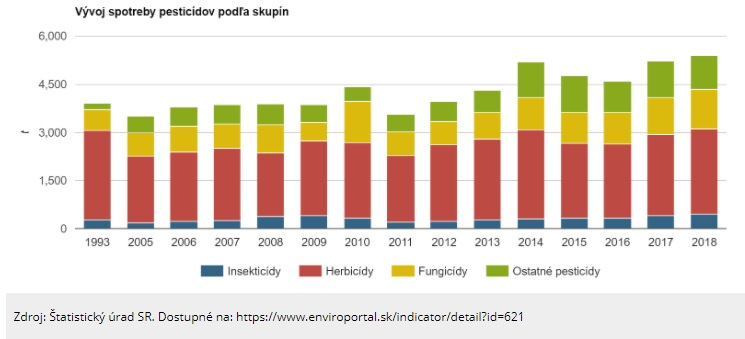 Vývoj spotreby pesticídov podľa skupín
6,000
4,500
3,000
1,500
0
t
1993 2005 2006 2007 2008 2009 2010 2011 2012 2013 2014 2015 2016 2017 2018
Insekticídy Herbicídy Fungicídy Ostatné pesticídy
Zdroj: Štatistický úrad SR. Dostupné na: https://www.enviroportal.sk/indicator/detail?id=621